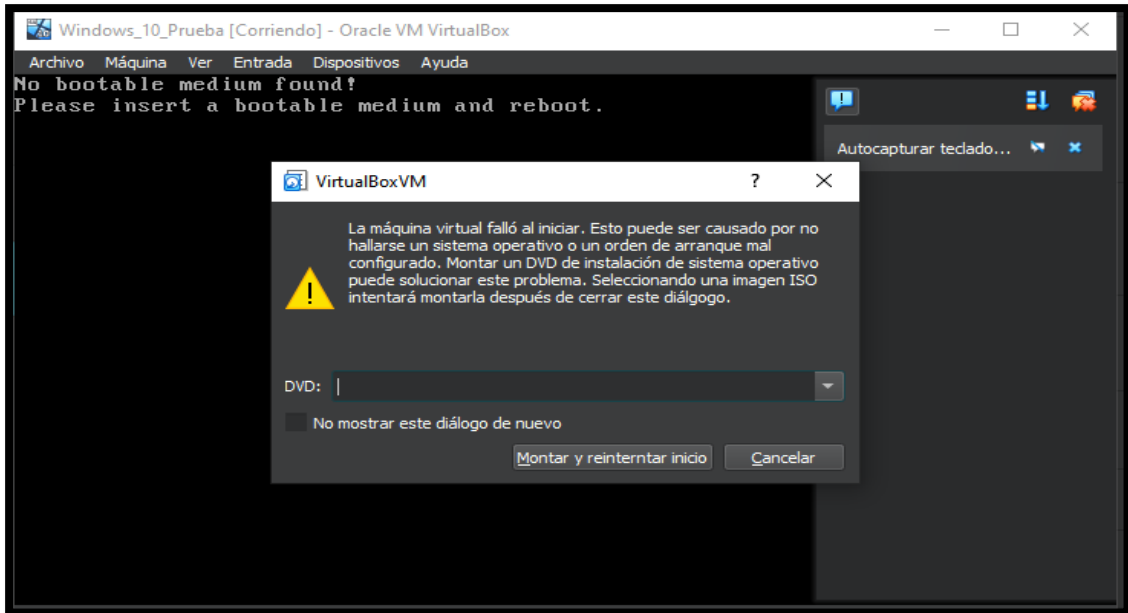 Windows_10_Prueba [Corriendo] - Oracle VM VirtualBox
Archivo Máquina Ver Entrada Dispositivos Ayuda
No bootable medium found!
Please insert a bootable medium and reboot.
Autocapturar teclado...
VirtualBoxVM
La máquina virtual falló al iniciar. Esto puede ser causado por no
hallarse un sistema operativo o un orden de arranque mal
configurado. Montar un DVD de instalación de sistema operativo
puede solucionar este problema. Seleccionando una imagen ISO
intentará montarla después de cerrar este diálgogo.
DVD:
No mostrar este diálogo de nuevo
Montar y reinterntar inicio Cancelar